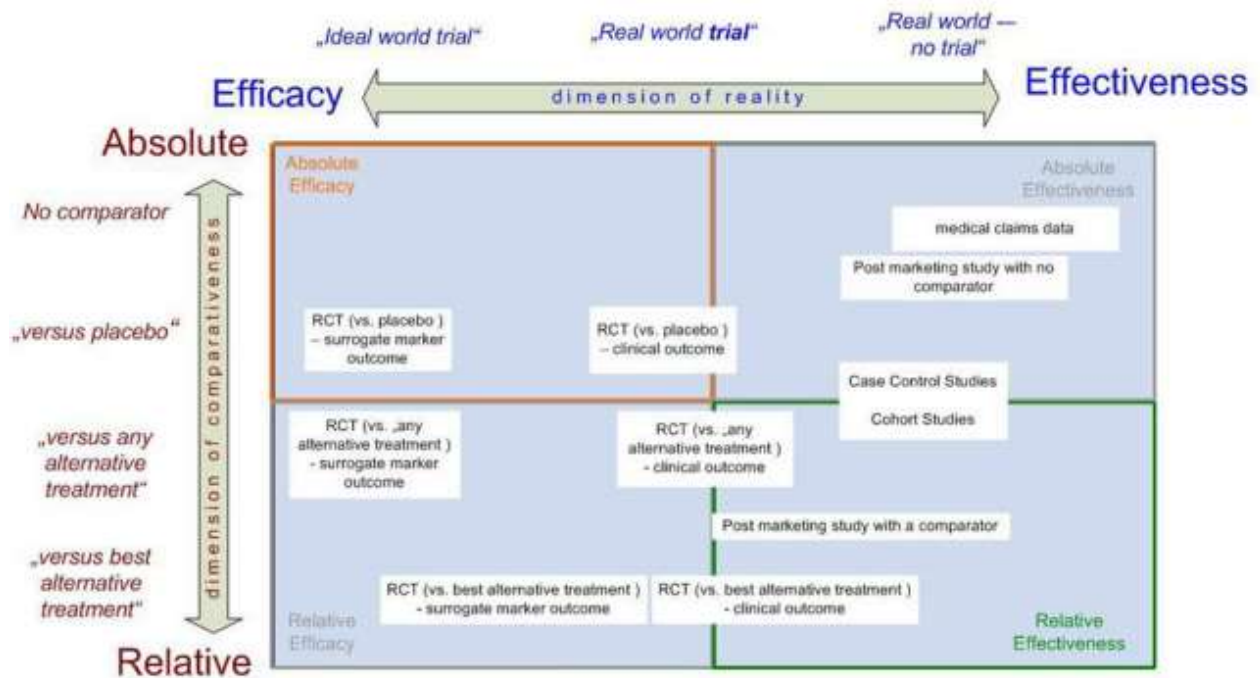 „Ideal world trial“
„Real world trial“
„Real world —
no trial“
Efficacy
dimension of reality
Effectiveness
Absolute
No comparator
„versus placebo“
„versus any
alternative
treatment“
„versus best
alternative
treatment“
Relative
dimension of comparativeness
Absolute
Efficacy
Absolute
Effectiveness
medical claims data
Post marketing study with no
comparator
RCT (vs. placebo )
– surrogate marker
outcome
RCT (vs. placebo )
– clinical outcome
Case Control Studies
Cohort Studies
RCT (vs. „any
alternative treatment )
- surrogate marker
outcome
RCT (vs. „any
alternative treatment )
- clinical outcome
Post marketing study with a comparator
RCT (vs. best alternative treatment )
- surrogate marker outcome
RCT (vs. best alternative treatment )
- clinical outcome
Relative
Efficacy
Relative
Effectiveness